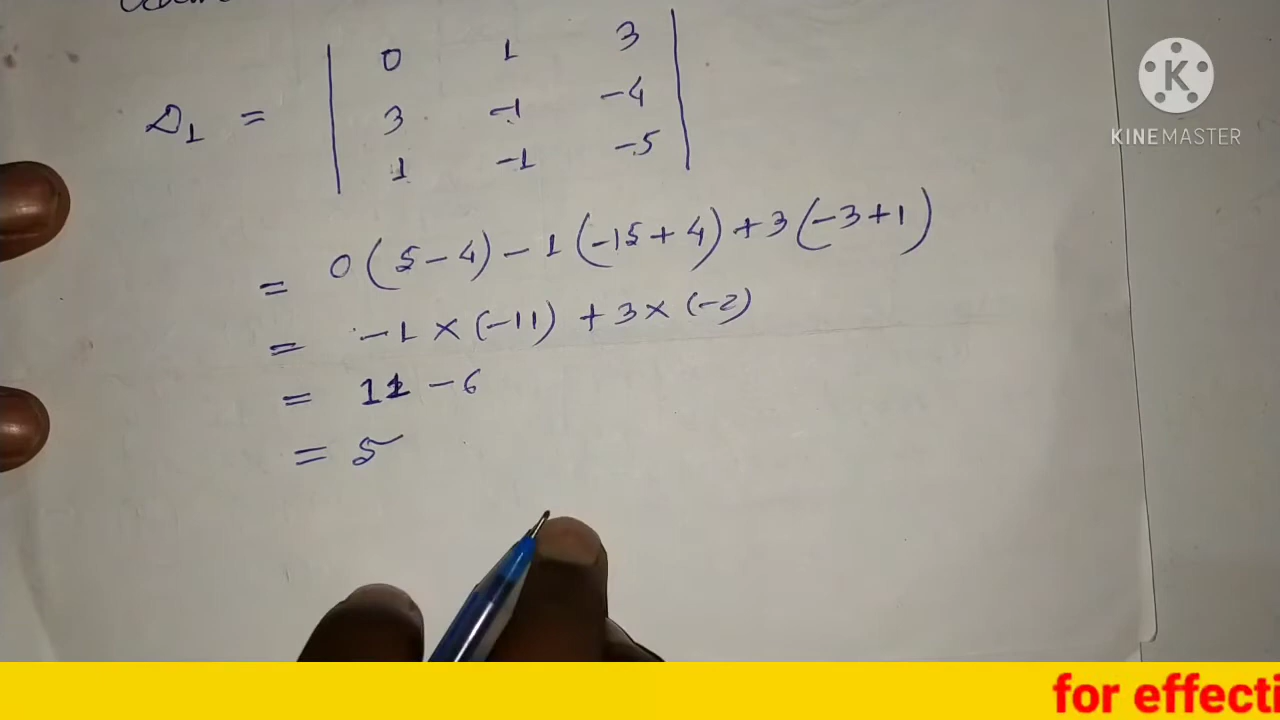 D₁ = | 0 1 3 |
| 3 -1 -4 |
| 1 -1 -5 |
= 0(5-4)-1(-15+4)+3(-3+1)
= -1×(-11)+3×(-2)
= 11-6
= 5
KINEMASTER
for effecti